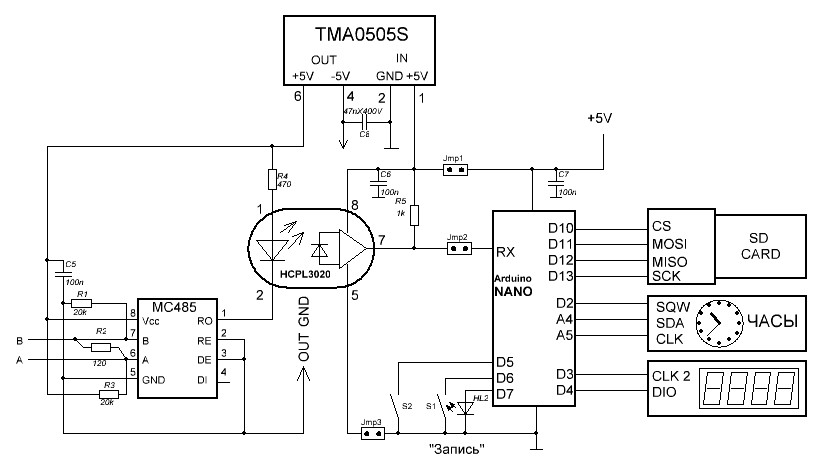 TMA0505S
OUT IN
+5V -5V GND +5V
6 4 2 1
47nX400V
C8
+5V
Jmp1
R4
470
C6
100n
C7
100n
R5
1k
1 8
7
Jmp2
HCPL3020
2 5
RX
Arduino
NANO
D10
D11
D12
D13
D2
A4
A5
D3
D4
D5
D6
D7
CS
MOSI
MISO
SCK
SD
CARD
SQW
SDA
CLK
ЧАСЫ
CLK 2
DIO
C5
100n
R1
20k
B
R2
A
120
R3
20k
MC485
8 Vcc RO 1
7 B RE 2
6 A DE 3
5 GND DI 4
OUT GND
S2
S1
HL2
Jmp3
"Запись"